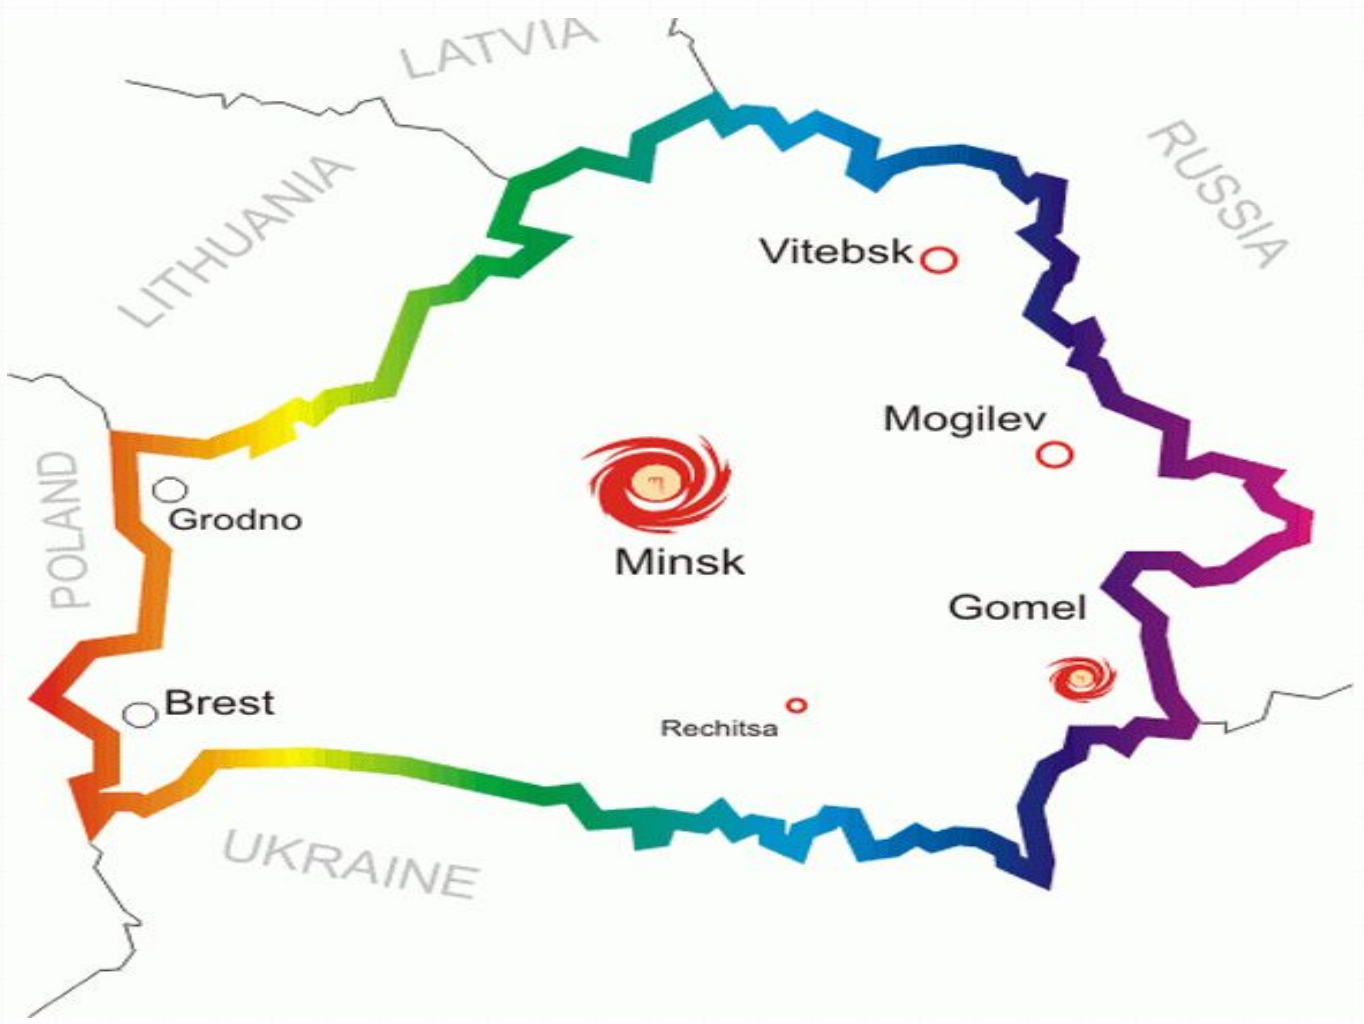 LATVIA
RUSSIA
LITHUANIA
Vitebsk
Mogilev
POLAND
Grodno
Minsk
Gomel
Brest
Rechitsa
UKRAINE